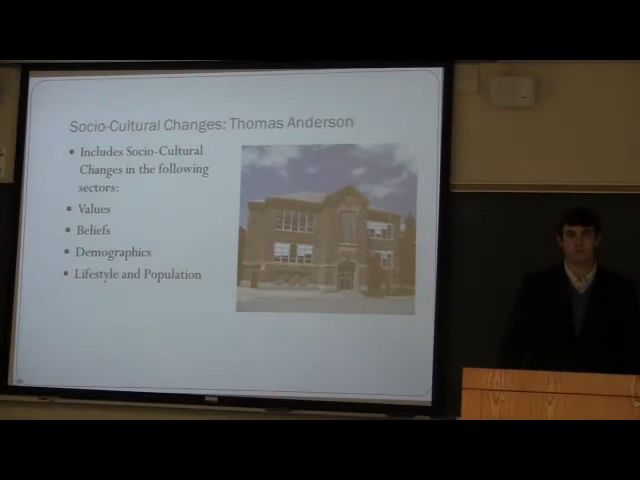 Socio-Cultural Changes: Thomas Anderson
• Includes Socio-Cultural
Changes in the following
sectors:
• Values
• Beliefs
• Demographics
• Lifestyle and Population